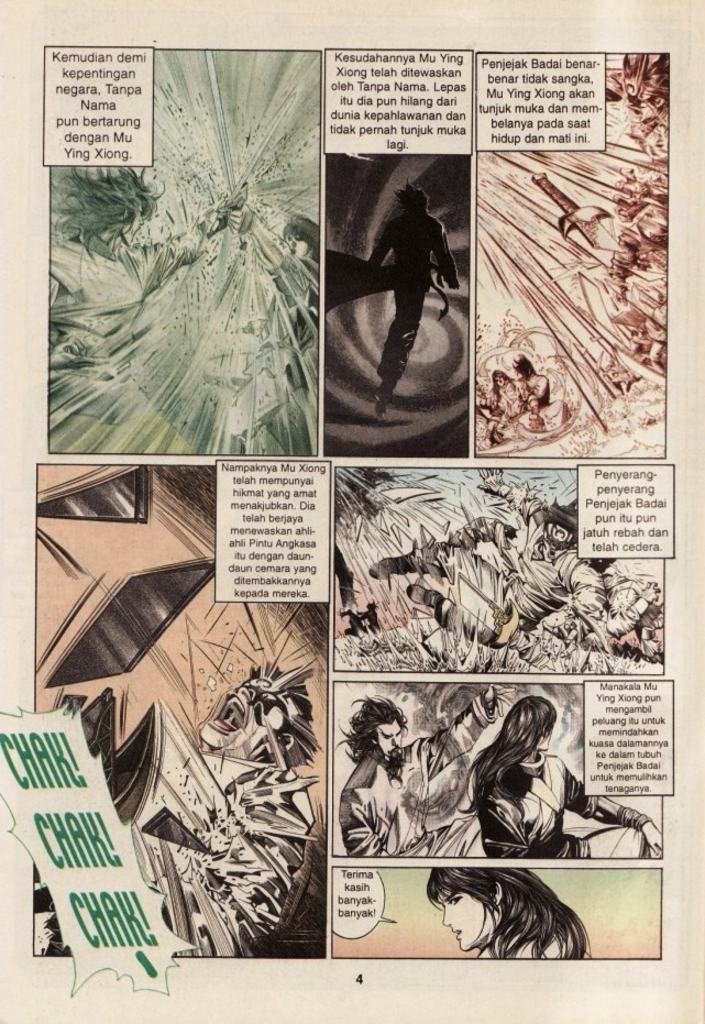 Kemudian demi
kepentingan
negara, Tanpa
Nama
pun bertarung
dengan Mu
Ying Xiong.
Kesudahannya Mu Ying
Xiong telah ditewaskan
oleh Tanpa Nama. Lepas
itu dia pun hilang dari
dunia kepahlawanan dan
tidak pernah tunjuk muka
lagi.
Penjejak Badai benar-
benar tidak sangka,
Mu Ying Xiong akan
tunjuk muka dan mem-
belanya pada saat
hidup dan mati ini.
Nampaknya Mu Xiong
telah mempunyai
hikmat yang amat
menakjubkan. Dia
telah berjaya
menewaskan ahli-
ahli Pintu Angkasa
itu dengan daun-
daun cemara yang
ditembakkannya
kepada mereka.
CHAK!
CHAK!
CHAK!
Penyerang-
penyerang
Penjejak Badai
pun itu pun
jatuh rebah dan
telah cedera.
Manakala Mu
Ying Xiong pun
mengambil
peluang itu untuk
memindahkan
kuasa dalamannya
ke dalam tubuh
Penjejak Badai
untuk memulihkan
tenaganya.
Terima
kasih
banyak-
banyak!
4